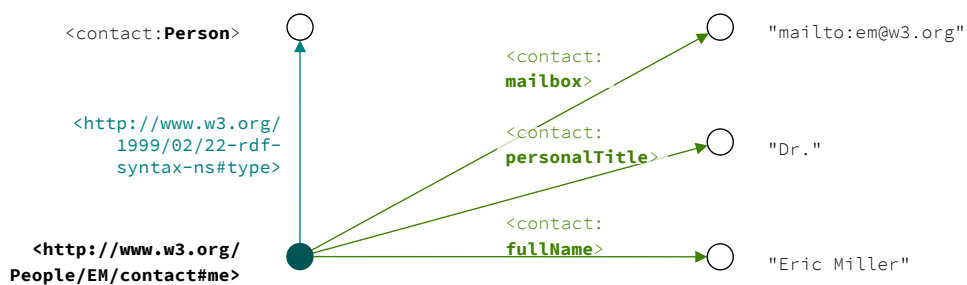 <contact:Person>
"mailto:em@w3.org"
<contact:
mailbox>
<http://www.w3.org/
1999/02/22-rdf-
syntax-ns#type>
<contact:
personalTitle>
"Dr."
<contact:
fullName>
<http://www.w3.org/
People/EM/contact#me>
"Eric Miller"